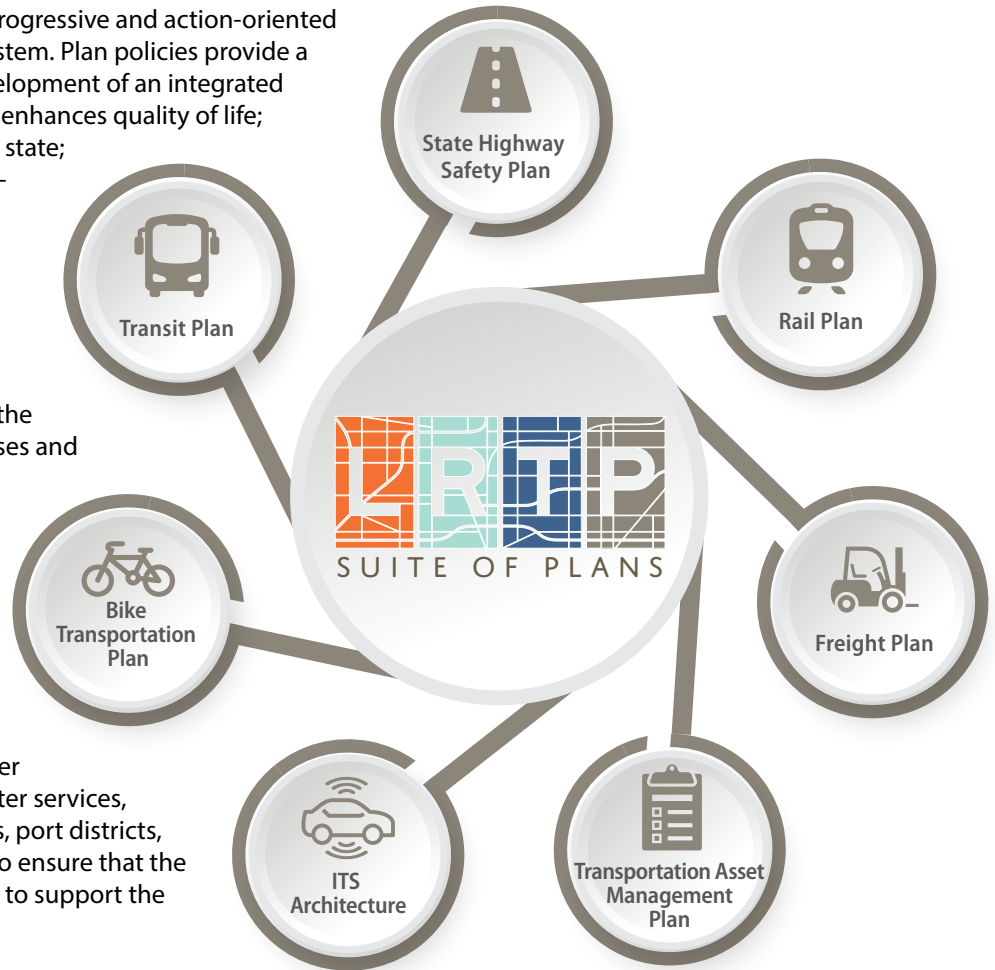 rogressive and action-oriented
stem. Plan policies provide a
velopment of an integrated
enhances quality of life;
state;
–
the
ses and
er
ter services,
s, port districts,
o ensure that the
to support the
State Highway
Safety Plan
Transit Plan
Rail Plan
LRTP
SUITE OF PLANS
Bike
Transportation
Plan
Freight Plan
ITS
Architecture
Transportation Asset
Management
Plan